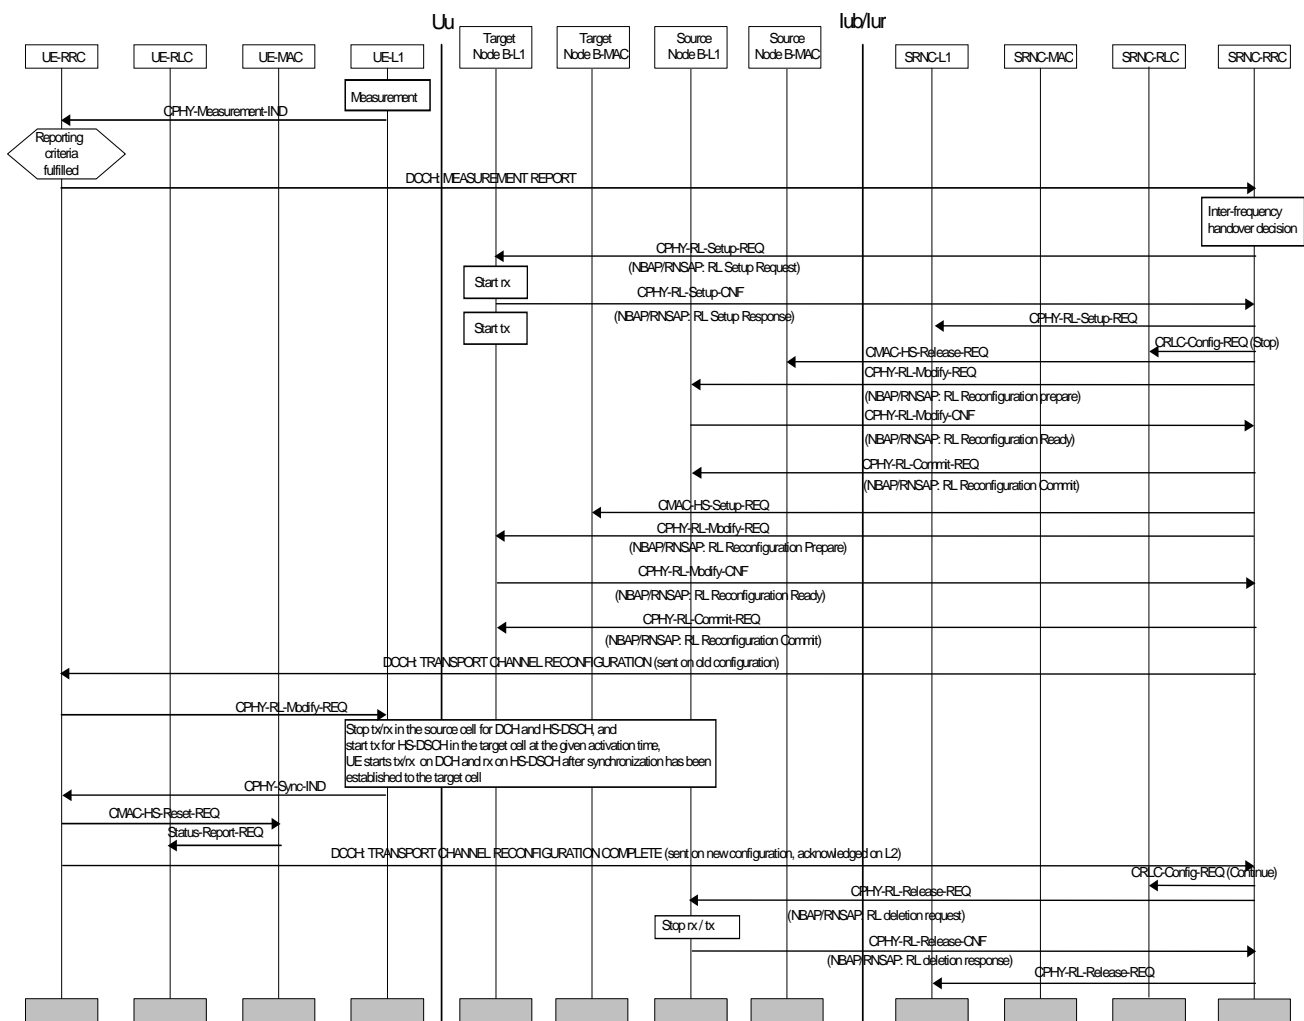 Uu
Iub/Iur
UE-RRC
UE-RLC
UE-MAC
UE-L1
Target
Node B-L1
Target
Node B-MAC
Source
Node B-L1
Source
Node B-MAC
SRNC-L1
SRNC-MAC
SRNC-RLC
SRNC-RRC
Measurement
CPHY-Measurement-IND
Reporting
criteria
fulfilled
DCCH: MEASUREMENT REPORT
Inter-frequency
handover decision
CPHY-RL-Setup-REQ
(NBAP/RNSAP: RL Setup Request)
Start rx
CPHY-RL-Setup-CNF
(NBAP/RNSAP: RL Setup Response)
Start tx
CPHY-RL-Setup-REQ
CRLC-Config-REQ (Stop)
CMAC-HS-Release-REQ
CPHY-RL-Modify-REQ
(NBAP/RNSAP: RL Reconfiguration prepare)
CPHY-RL-Modify-CNF
(NBAP/RNSAP: RL Reconfiguration Ready)
CPHY-RL-Commit-REQ
(NBAP/RNSAP: RL Reconfiguration Commit)
CMAC-HS-Setup-REQ
CPHY-RL-Modify-REQ
(NBAP/RNSAP: RL Reconfiguration Prepare)
CPHY-RL-Modify-CNF
(NBAP/RNSAP: RL Reconfiguration Ready)
CPHY-RL-Commit-REQ
(NBAP/RNSAP: RL Reconfiguration Commit)
DCCH: TRANSPORT CHANNEL RECONFIGURATION (sent on old configuration)
CPHY-RL-Modify-REQ
Stop tx/rx in the source cell for DCH and HS-DSCH, and
start tx for HS-DSCH in the target cell at the given activation time,
UE starts tx/rx on DCH and rx on HS-DSCH after synchronization has been
established to the target cell
CPHY-Sync-IND
CMAC-HS-Reset-REQ
Status-Report-REQ
DCCH: TRANSPORT CHANNEL RECONFIGURATION COMPLETE (sent on new configuration, acknowledged on L2)
CRLC-Config-REQ (Continue)
CPHY-RL-Release-REQ
(NBAP/RNSAP: RL deletion request)
Stop rx / tx
CPHY-RL-Release-CNF
(NBAP/RNSAP: RL deletion response)
CPHY-RL-Release-REQ